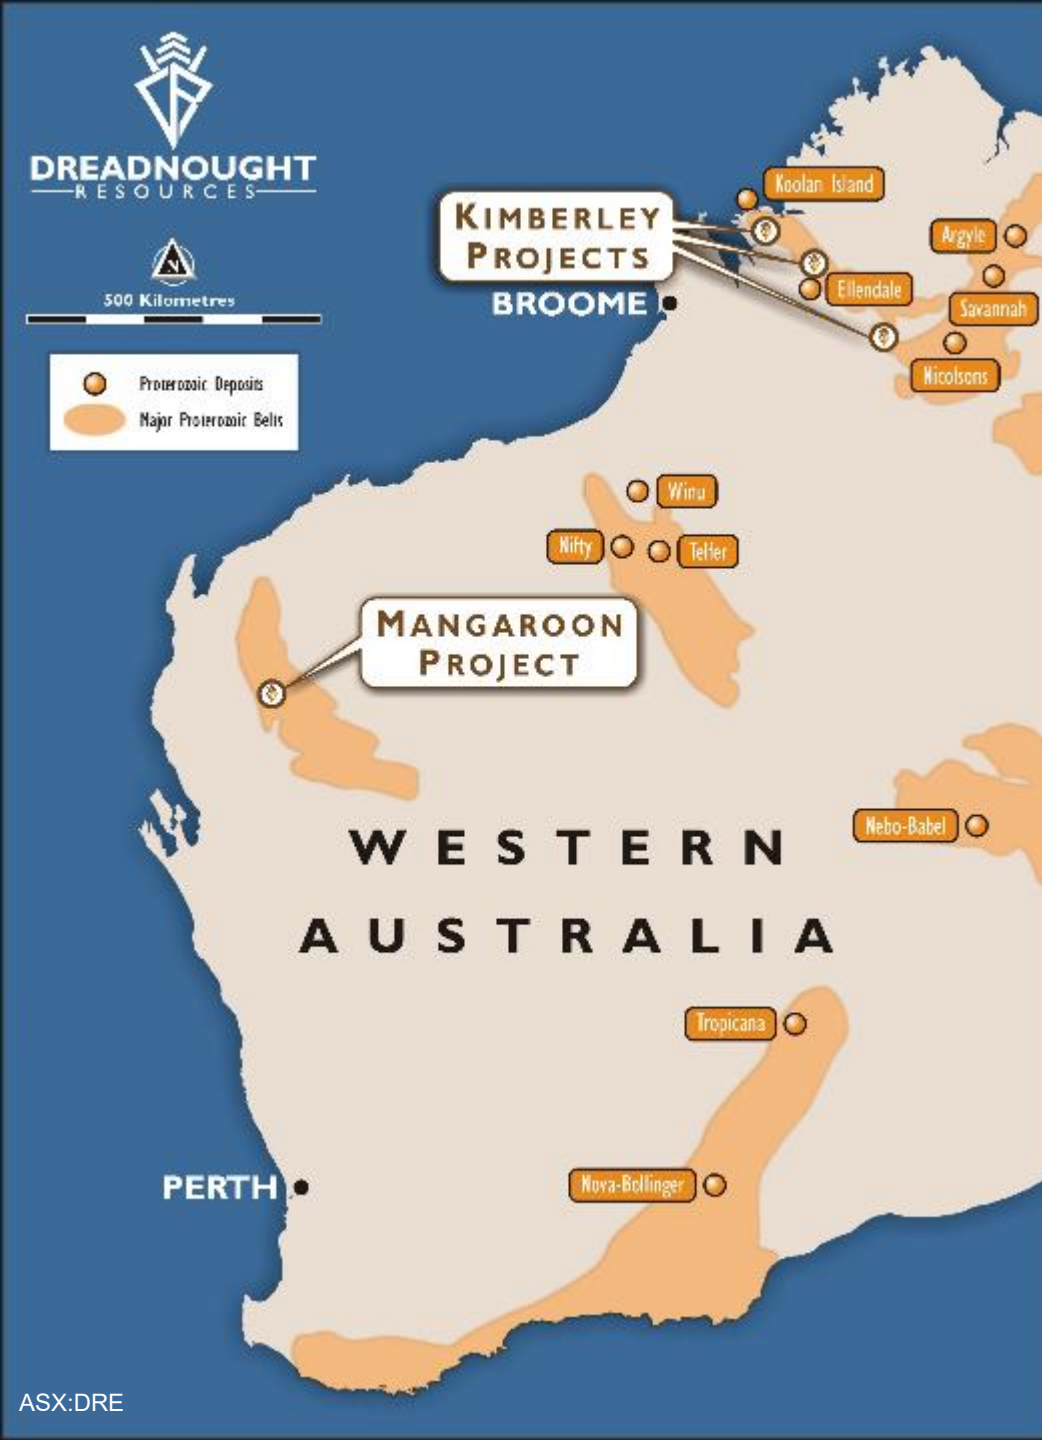 DREADNOUGHT
RESOURCES
N
500 Kilometres
Proterozoic Deposits
Major Proterozoic Belts
KIMBERLEY
PROJECTS
BROOME
Koolan Island
Argyle
Ellendale
Savannah
Nicolsons
Winu
Nifty
Telfer
MANGAROON
PROJECT
WESTERN
AUSTRALIA
Nebo-Babel
Tropicana
Nova-Bollinger
PERTH
ASX:DRE